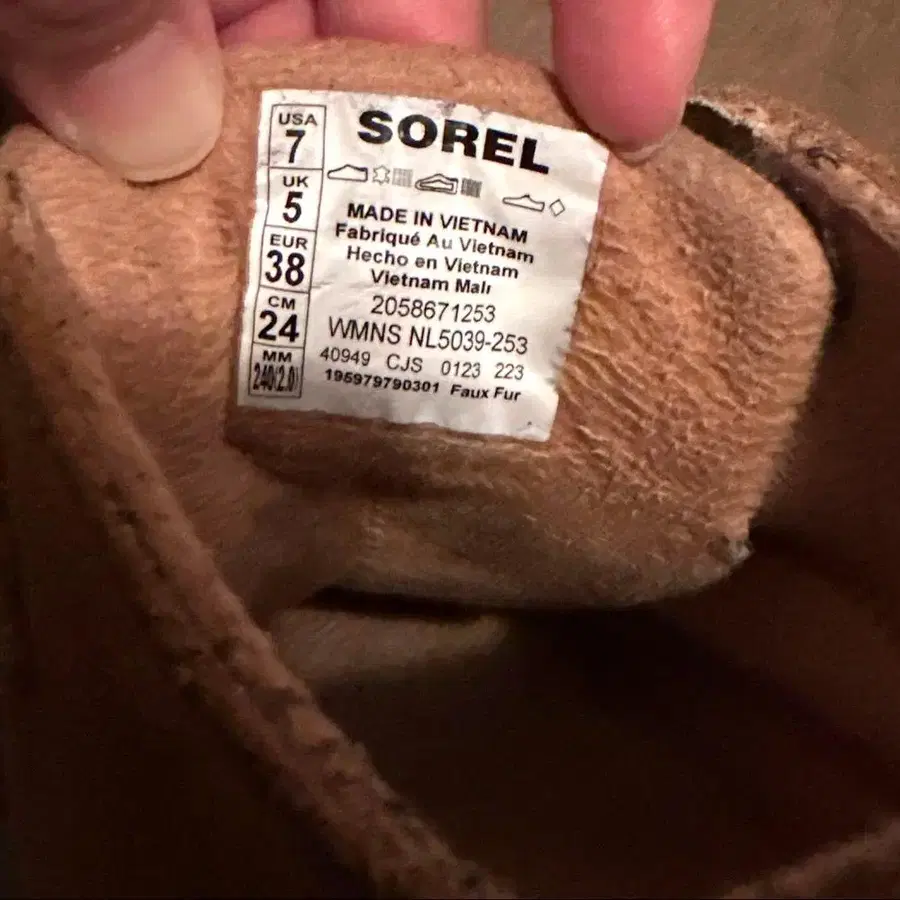 USA
7
UK
5
EUR
38
CM
24
MM
240(2.0)
SOREL
MADE IN VIETNAM
Fabriqué Au Vietnam
Hecho en Vietnam
Vietnam Malı
2058671253
WMNS NL5039-253
40949 CJS 0123 223
195979790301 Faux Fur